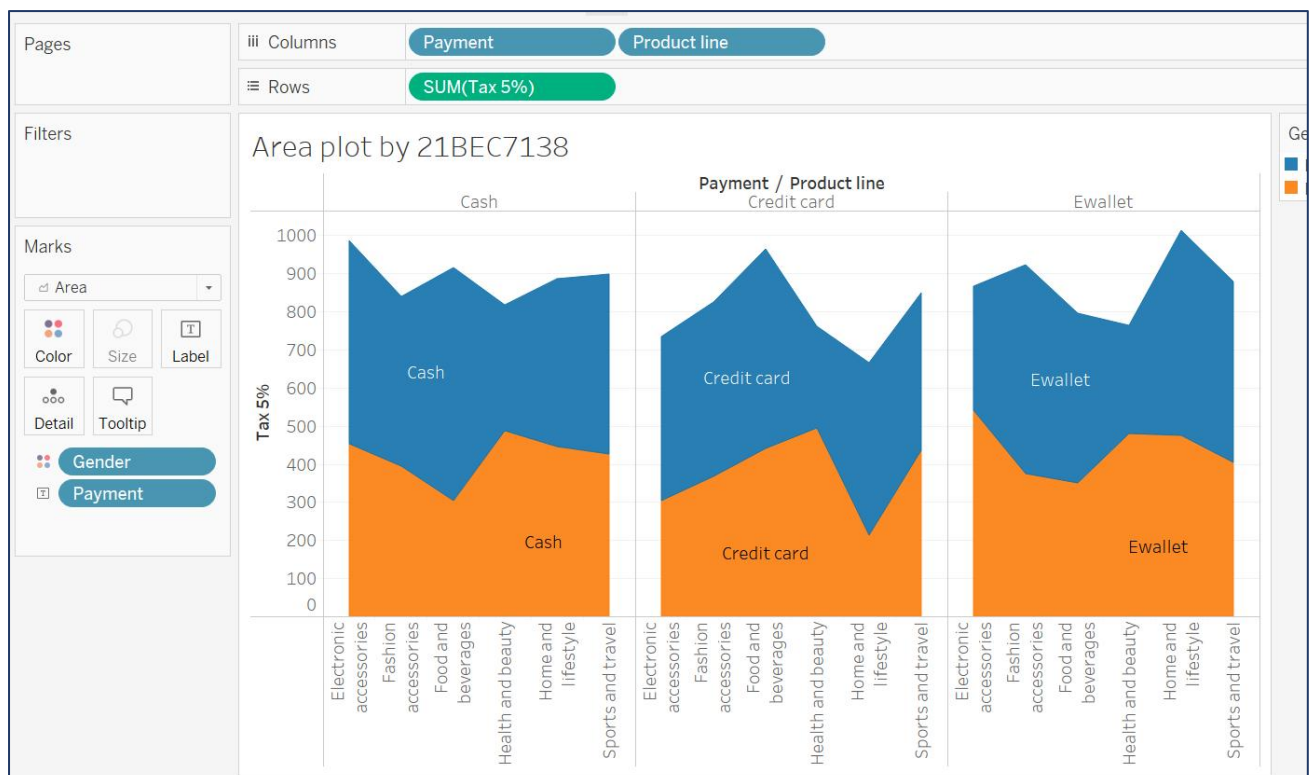 Pages
iii Columns
Payment
Product line
Rows
SUM(Tax 5%)
Filters
Marks
Area
Color
Size
T
Label
Detail
Tooltip
Gender
T
Payment
Area plot by 21BEC7138
Payment / Product line
Cash
Credit card
Ewallet
Tax 5%
1000
900
800
700
600
500
400
300
200
100
0
Cash
Cash
Credit card
Credit card
Ewallet
Ewallet
Electronic
accessories
Fashion
accessories
Food and
beverages
Health and beauty
Home and
lifestyle
Sports and travel
Electronic
accessories
Fashion
accessories
Food and
beverages
Health and beauty
Home and
lifestyle
Sports and travel
Electronic
accessories
Fashion
accessories
Food and
beverages
Health and beauty
Home and
lifestyle
Sports and travel
Ge